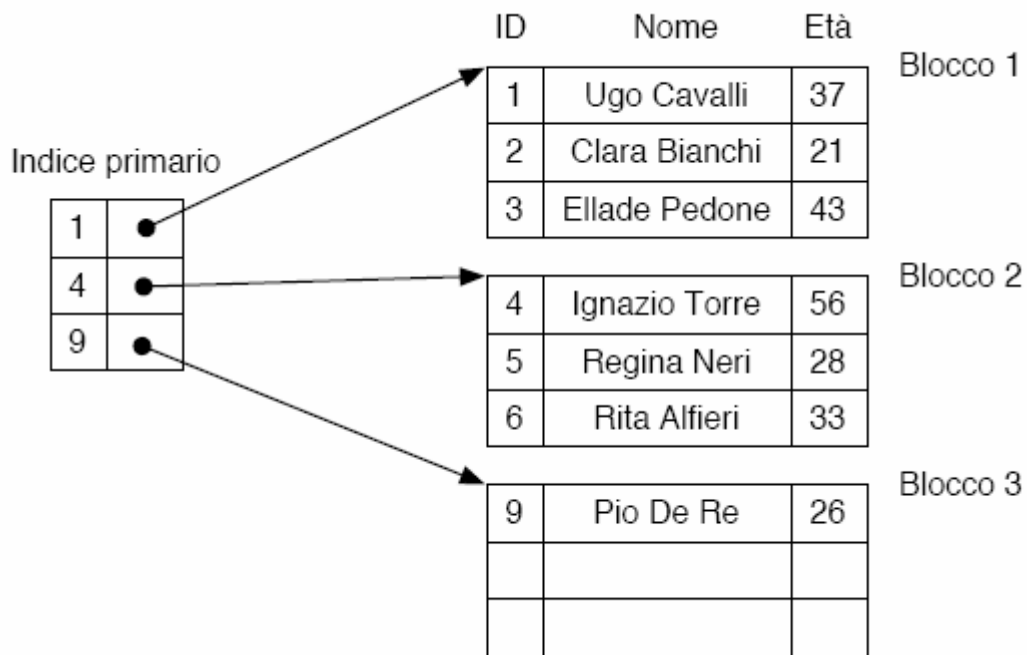 ID Nome Età
Blocco 1
1 Ugo Cavalli 37
2 Clara Bianchi 21
3 Ellade Pedone 43
Indice primario
1
4
9
Blocco 2
4 Ignazio Torre 56
5 Regina Neri 28
6 Rita Alfieri 33
Blocco 3
9 Pio De Re 26